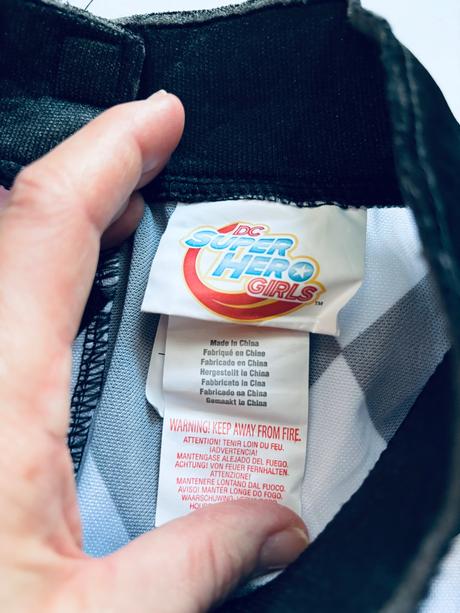 DC
SUPER
HERO
GIRLS
TM
Made in China
Fabriqué en Chine
Fabricado en China
Hergestellt in China
Fabbricato in Cina
Fabricado na China
Gemaakt in China
WARNING! KEEP AWAY FROM FIRE.
ATTENTION! TENIR LOIN DU FEU.
¡ADVERTENCIA!
MANTENGASE ALEJADO DEL FUEGO.
ACHTUNG! VON FEUER FERNHALTEN.
ATTENZIONE!
MANTENERE LONTANO DAL FUOCO.
AVISO! MANTER LONGE DO FOGO.
WAARSCHUWING!
HOUDEN